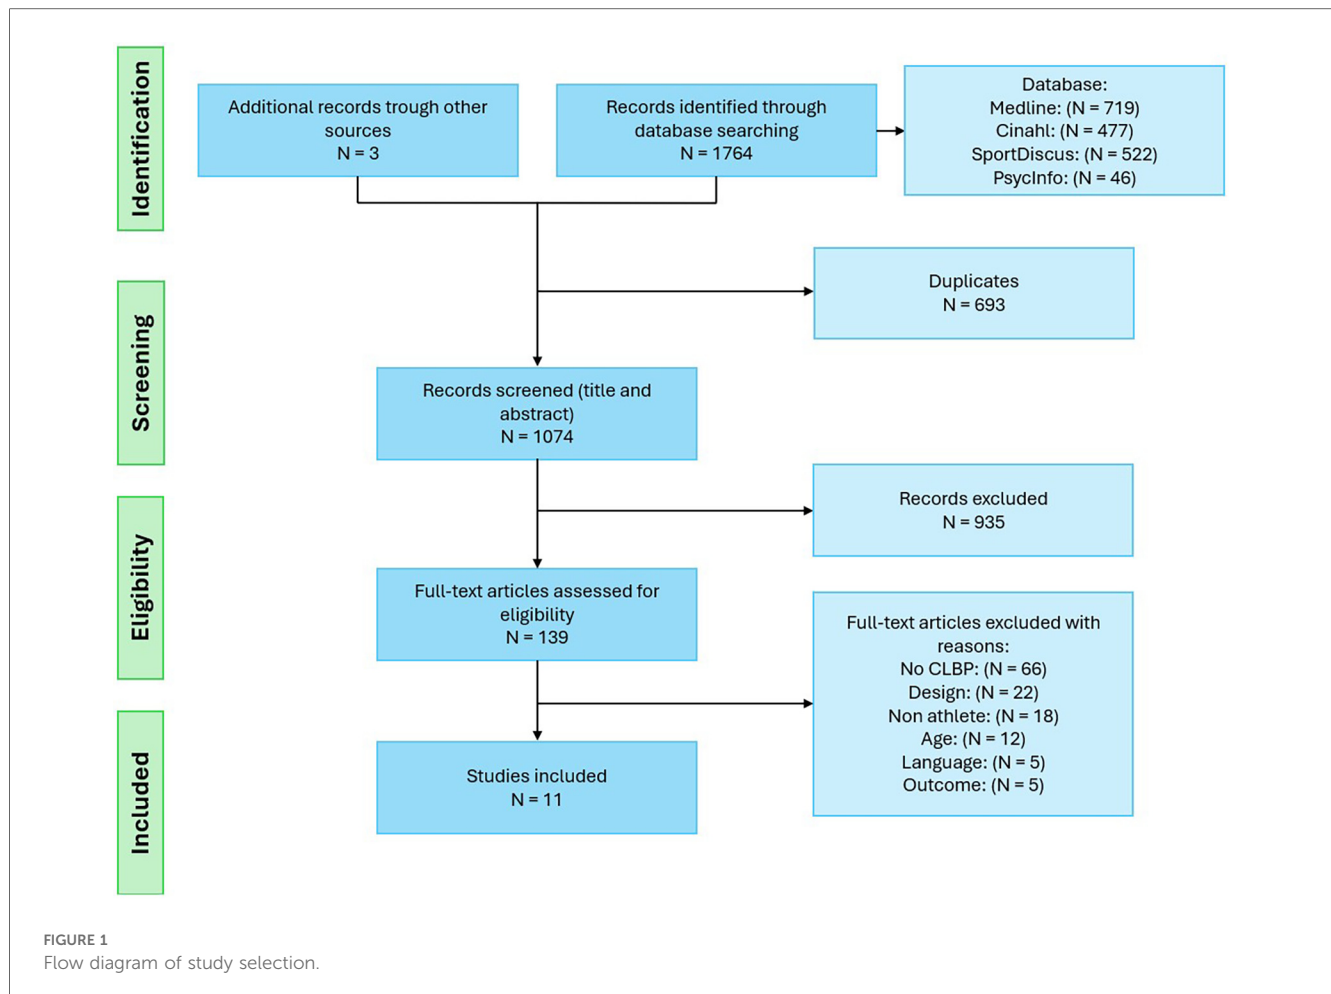 Identification
Additional records trough other
sources
N = 3
Records identified through
database searching
N = 1764
Database:
Medline: (N = 719)
Cinahl: (N = 477)
SportDiscus: (N = 522)
PsycInfo: (N = 46)
Screening
Duplicates
N = 693
Records screened (title and
abstract)
N = 1074
Records excluded
N = 935
Eligibility
Full-text articles assessed for
eligibility
N = 139
Full-text articles excluded with
reasons:
No CLBP: (N = 66)
Design: (N = 22)
Non athlete: (N = 18)
Age: (N = 12)
Language: (N = 5)
Outcome: (N = 5)
Included
Studies included
N = 11
FIGURE 1
Flow diagram of study selection.